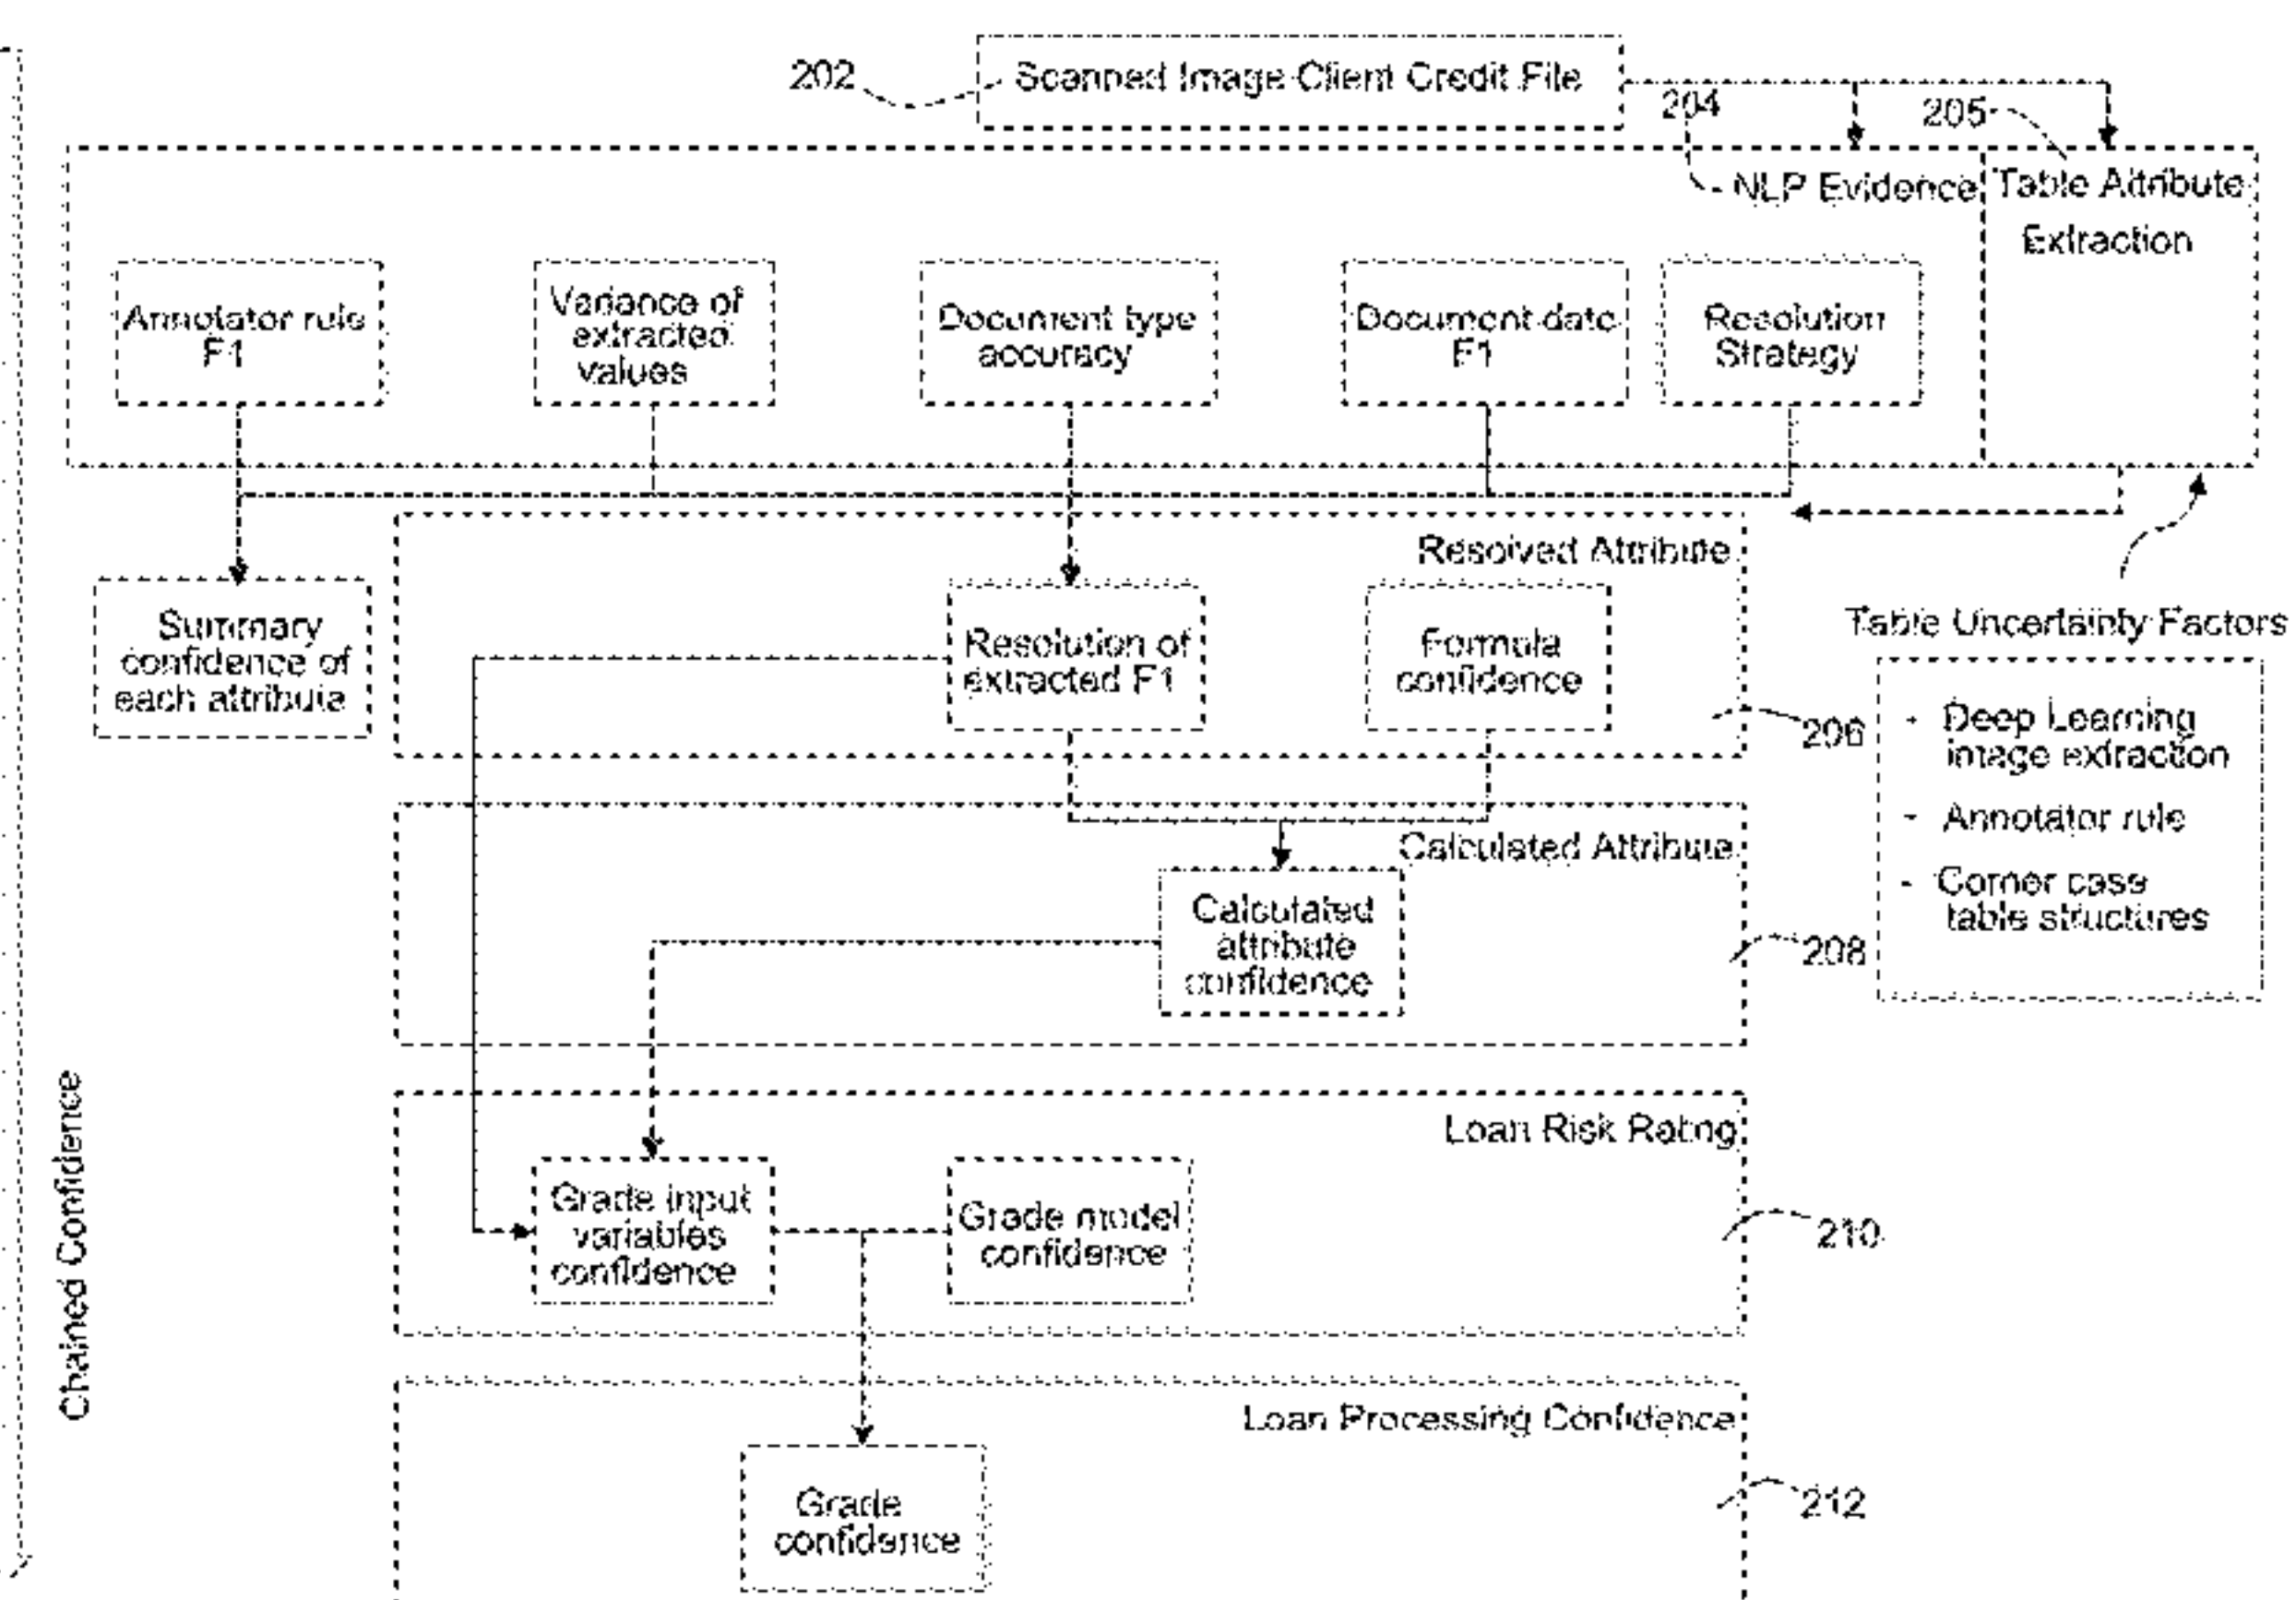 202
Scanned Image Client Credit File
204
205
NLP Evidence
Table Attribute
Extraction
Annotator rule
F1
Variance of
extracted
values
Document type
accuracy
Document date
F1
Resolution
Strategy
Resolved Attribute
Summary
confidence of
each attribute
Resolution of
extracted F1
Formula
confidence
206
Table Uncertainty Factors
- Deep Learning
image extraction
- Annotator rule
- Corner case
table structures
Calculated Attribute
Calculated
attribute
confidence
208
Chained Confidence
Loan Risk Rating
Grade input
variables
confidence
Grade model
confidence
210
Loan Processing Confidence
Grade
confidence
212